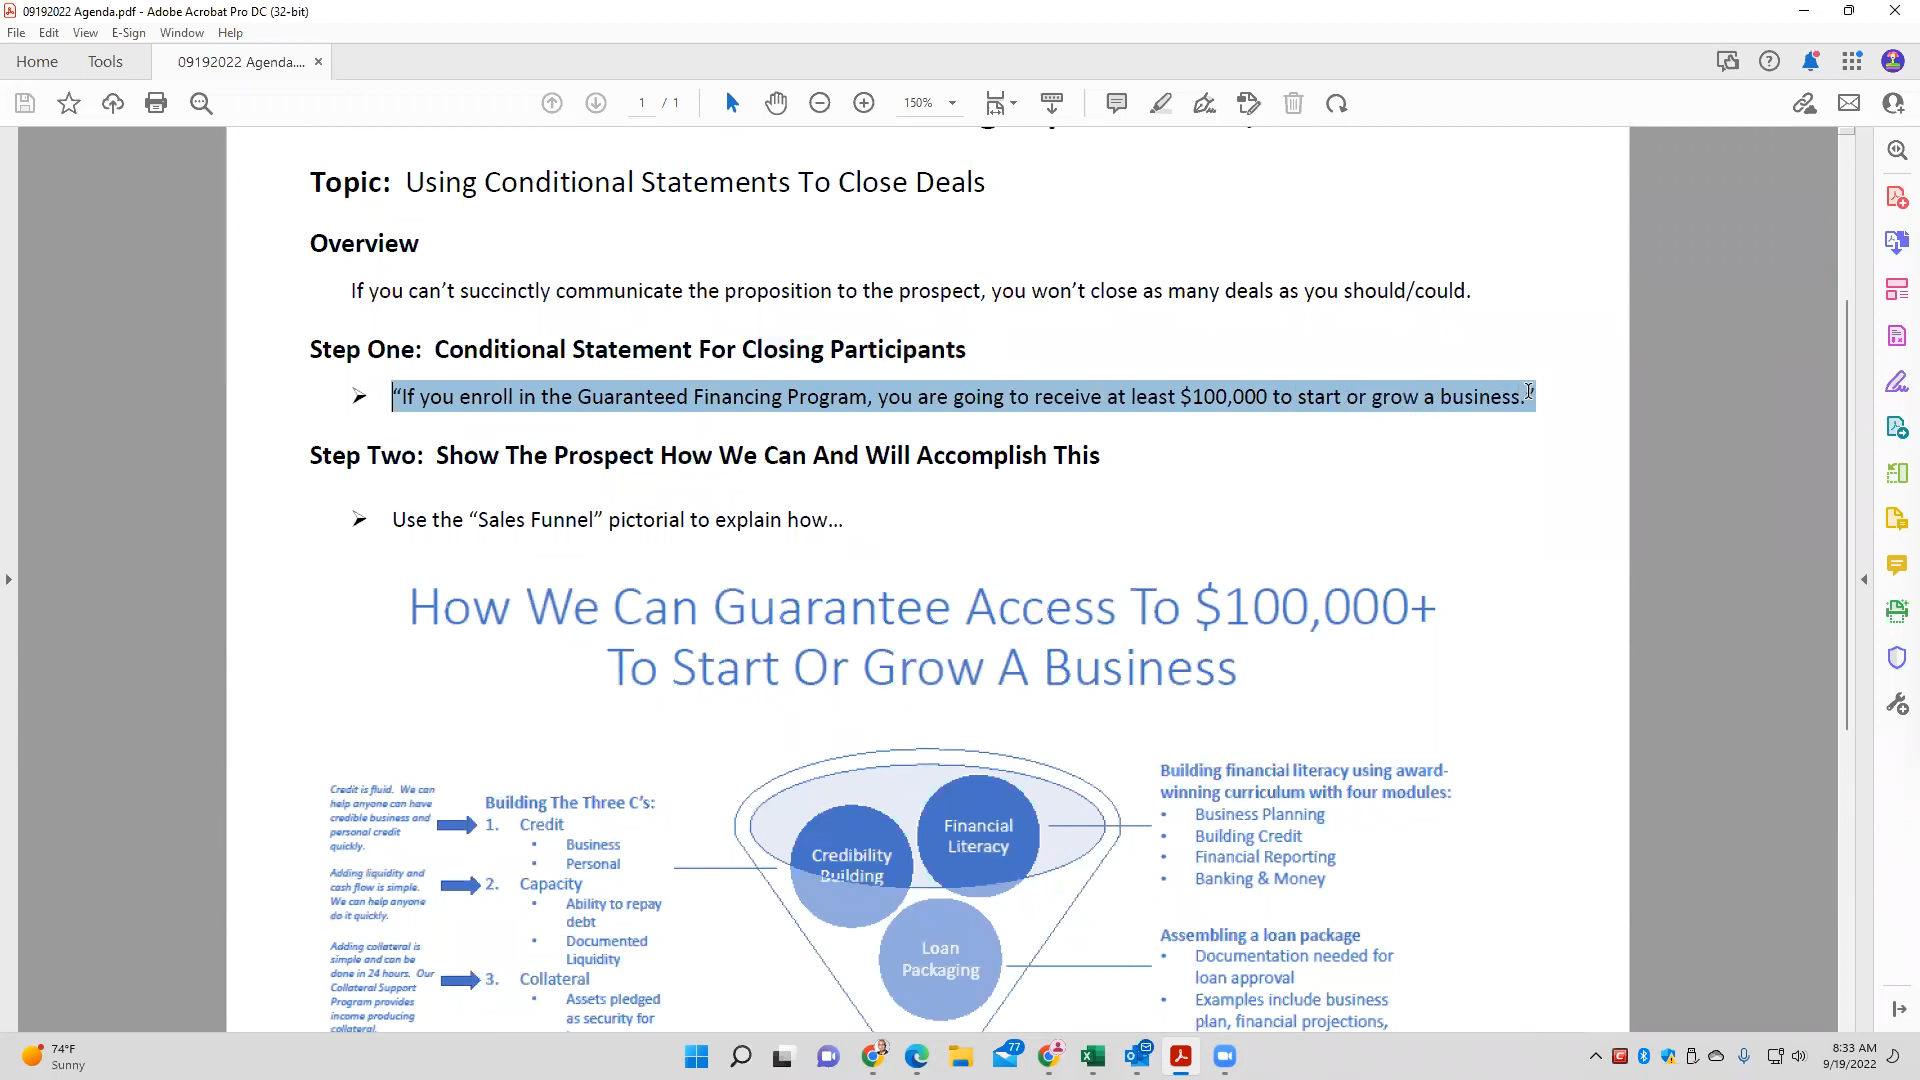 09192022 Agenda.pdf - Adobe Acrobat Pro DC (32-bit)
File Edit View E-Sign Window Help
Home Tools 09192022 Agenda.... ×
1 / 1 150%
Topic: Using Conditional Statements To Close Deals
Overview
If you can’t succinctly communicate the proposition to the prospect, you won’t close as many deals as you should/could.
Step One: Conditional Statement For Closing Participants
➢ “If you enroll in the Guaranteed Financing Program, you are going to receive at least $100,000 to start or grow a business.”
Step Two: Show The Prospect How We Can And Will Accomplish This
➢ Use the “Sales Funnel” pictorial to explain how…
How We Can Guarantee Access To $100,000+
To Start Or Grow A Business
Credit is fluid. We can
help anyone can have
credible business and
personal credit
quickly.
Adding liquidity and
cash flow is simple.
We can help anyone
do it quickly.
Adding collateral is
simple and can be
done in 24 hours. Our
Collateral Support
Program provides
income producing
collateral.
Building The Three C’s:
1. Credit
• Business
• Personal
2. Capacity
• Ability to repay
debt
• Documented
Liquidity
3. Collateral
• Assets pledged
as security for
Credibility
Building
Financial
Literacy
Loan
Packaging
Building financial literacy using award-
winning curriculum with four modules:
• Business Planning
• Building Credit
• Financial Reporting
• Banking & Money
Assembling a loan package
• Documentation needed for
loan approval
• Examples include business
plan, financial projections,
74°F
Sunny
77
8:33 AM
9/19/2022